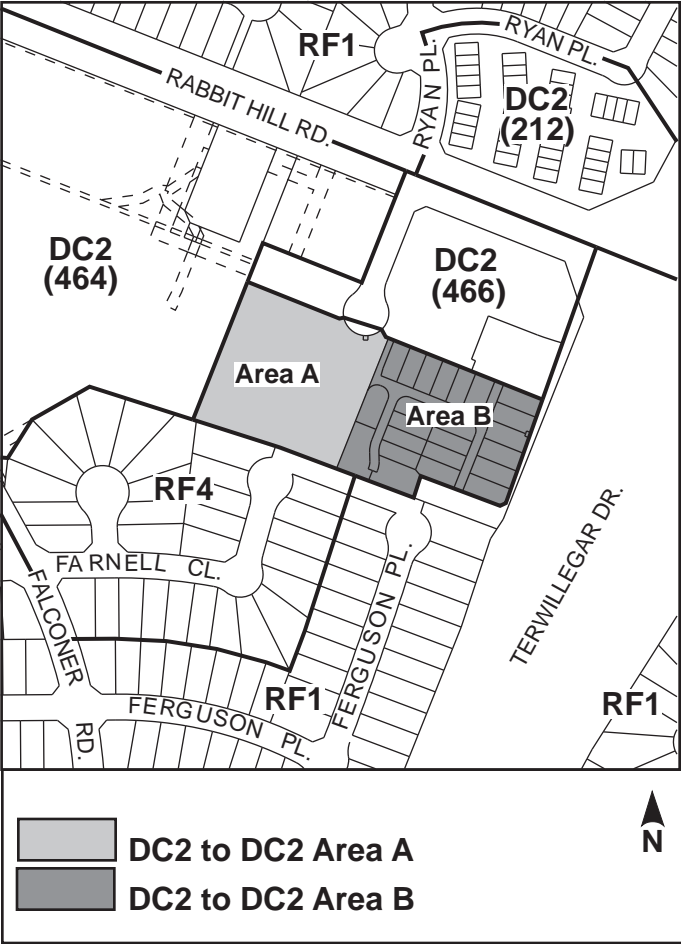 RYAN PL.
RF1
RYAN PL.
DC2
(212)
RABBIT HILL RD.
DC2
(464)
DC2
(466)
Area A
Area B
RF4
FARNELL CL.
FALCONER
RD.
FERGUSON PL.
TERWILLEGAR DR.
RF1
RF1
FERGUSON PL.
DC2 to DC2 Area A
DC2 to DC2 Area B
N